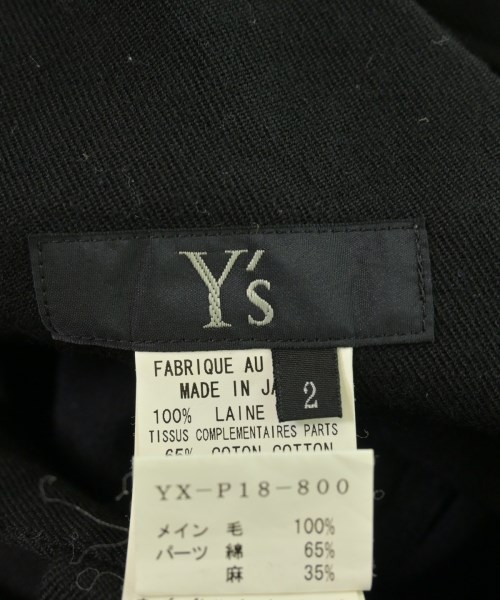 Y's
FABRIQUE AU
MADE IN JA
2
100% LAINE
TISSUS COMPLEMENTAIRES PARTS
65% COTON COTTON
YX-P18-800
メイン 毛 100%
パーツ 綿 65%
麻 35%